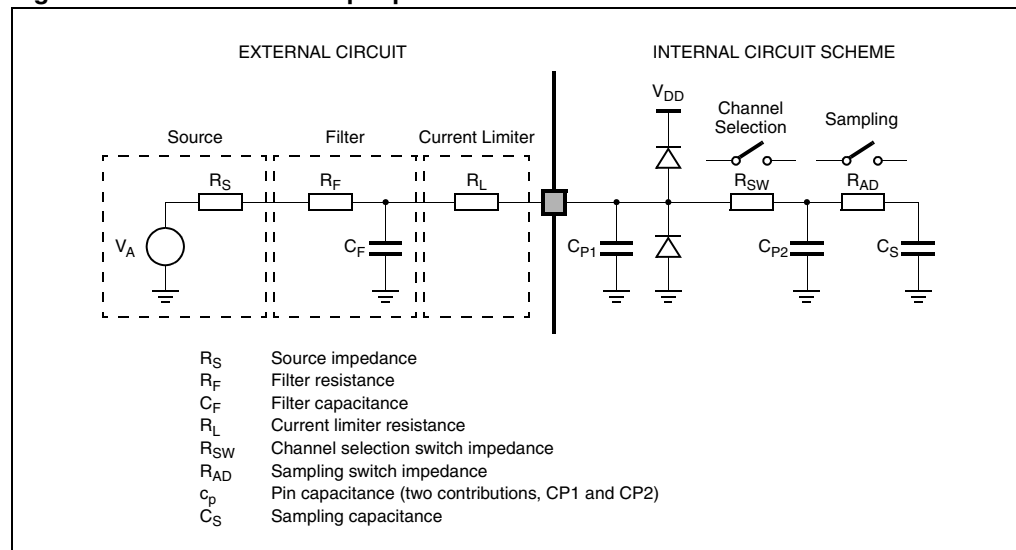 EXTERNAL CIRCUIT
INTERNAL CIRCUIT SCHEME
Source
Filter
Current Limiter
VDD
Channel
Selection
Sampling
RS
RF
RL
RSW
RAD
VA
CF
CP1
CP2
CS
RS Source impedance
RF Filter resistance
CF Filter capacitance
RL Current limiter resistance
RSW Channel selection switch impedance
RAD Sampling switch impedance
cp Pin capacitance (two contributions, CP1 and CP2)
CS Sampling capacitance